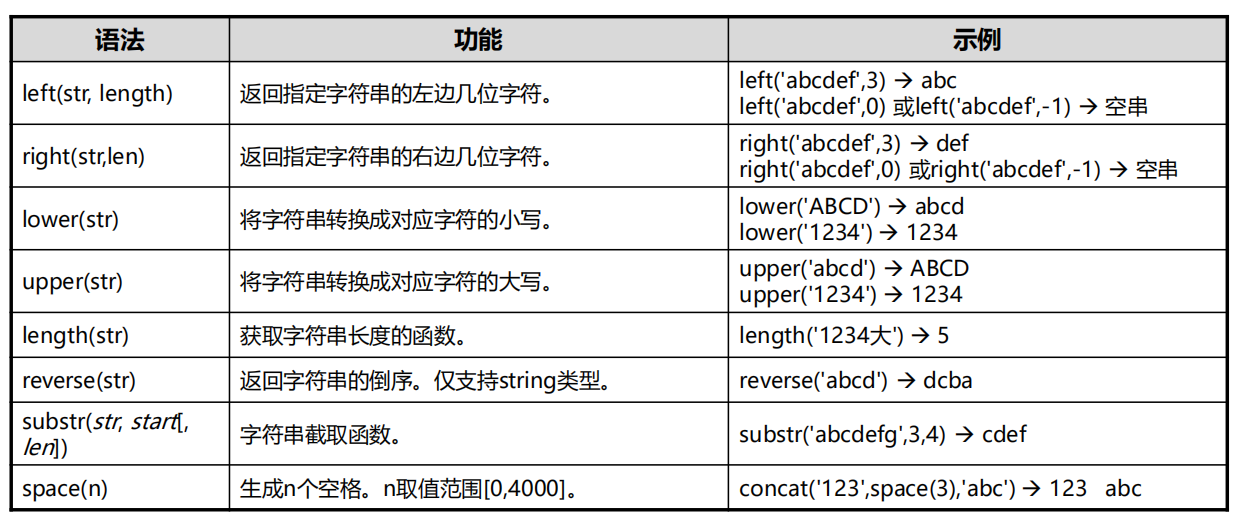 语法 功能 示例
left(str, length) 返回指定字符串的左边几位字符。 left('abcdef',3) → abc
left('abcdef',0) 或left('abcdef',-1) → 空串
right(str,len) 返回指定字符串的右边几位字符。 right('abcdef',3) → def
right('abcdef',0) 或right('abcdef',-1) → 空串
lower(str) 将字符串转换成对应字符的小写。 lower('ABCD') → abcd
lower('1234') → 1234
upper(str) 将字符串转换成对应字符的大写。 upper('abcd') → ABCD
upper('1234') → 1234
length(str) 获取字符串长度的函数。 length('1234大') → 5
reverse(str) 返回字符串的倒序。仅支持string类型。 reverse('abcd') → dcba
substr(str, start[,
len]) 字符串截取函数。 substr('abcdefg',3,4) → cdef
space(n) 生成n个空格。n取值范围[0,4000]。 concat('123',space(3),'abc') → 123   abc